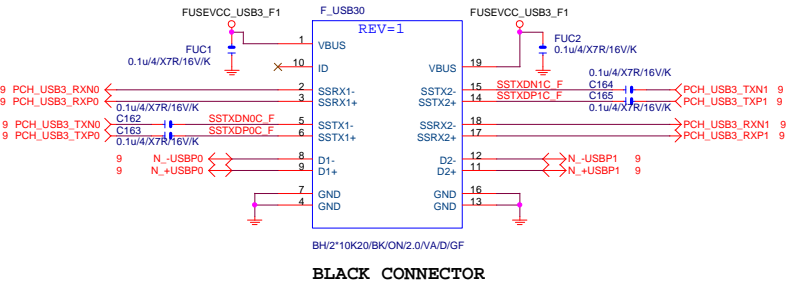 FUSEVCC_USB3_F1 F_USB30 FUSEVCC_USB3_F1
REV=1
FUC1
0.1u/4/X7R/16V/K
FUC2
0.1u/4/X7R/16V/K
1 VBUS
10 ID
VBUS 19
0.1u/4/X7R/16V/K
9 PCH_USB3_RXN0 2 SSRX1- SSTX2- 15 SSTXDN1C_F C164 PCH_USB3_TXN1 9
9 PCH_USB3_RXP0 3 SSRX1+ SSTX2+ 14 SSTXDP1C_F C165 PCH_USB3_TXP1 9
0.1u/4/X7R/16V/K 0.1u/4/X7R/16V/K
9 PCH_USB3_TXN0 C162 SSTXDN0C_F 5 SSTX1- SSRX2- 18 PCH_USB3_RXN1 9
9 PCH_USB3_TXP0 C163 SSTXDP0C_F 6 SSTX1+ SSRX2+ 17 PCH_USB3_RXP1 9
0.1u/4/X7R/16V/K
9 N_-USBP0 8 D1- D2- 12 N_-USBP1 9
9 N_+USBP0 9 D1+ D2+ 11 N_+USBP1 9
7 GND GND 16
4 GND GND 13
BH/2*10K20/BK/ON/2.0/VA/D/GF
BLACK CONNECTOR